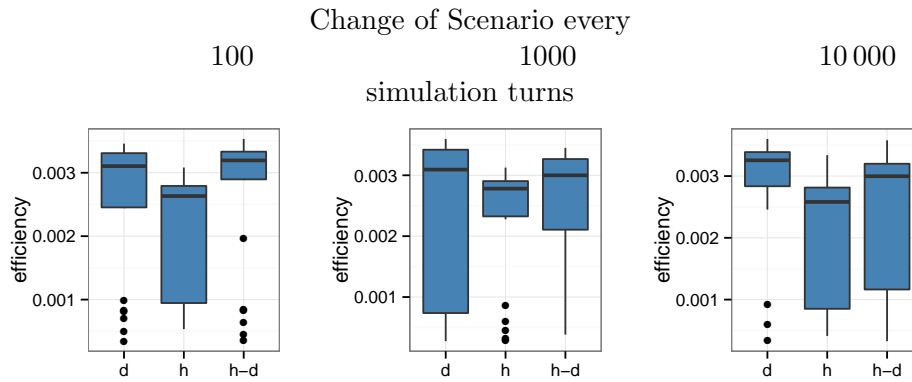 Change of Scenario every
100 1000 10 000
simulation turns
efficiency
0.003
0.002
0.001
d h h−d
efficiency
0.003
0.002
0.001
d h h−d
efficiency
0.003
0.002
0.001
d h h−d